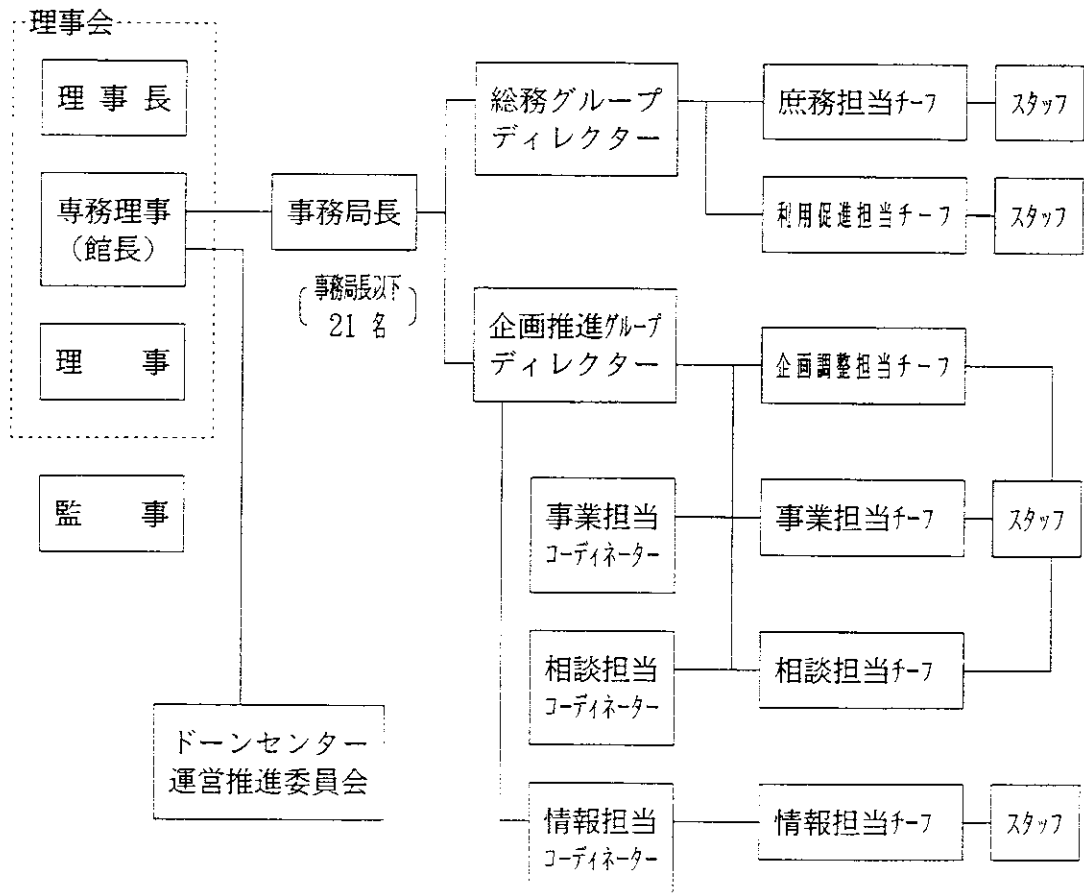 理事会
理事長
専務理事
（館長）
理　事
監　事
ドーンセンター
運営推進委員会
事務局長
（事務局長以下
21名）
総務グループ
ディレクター
庶務担当チーフ
スタッフ
利用促進担当チーフ
スタッフ
企画推進グループ
ディレクター
企画調整担当チーフ
事業担当
コーディネーター
事業担当チーフ
スタッフ
相談担当
コーディネーター
相談担当チーフ
情報担当
コーディネーター
情報担当チーフ
スタッフ